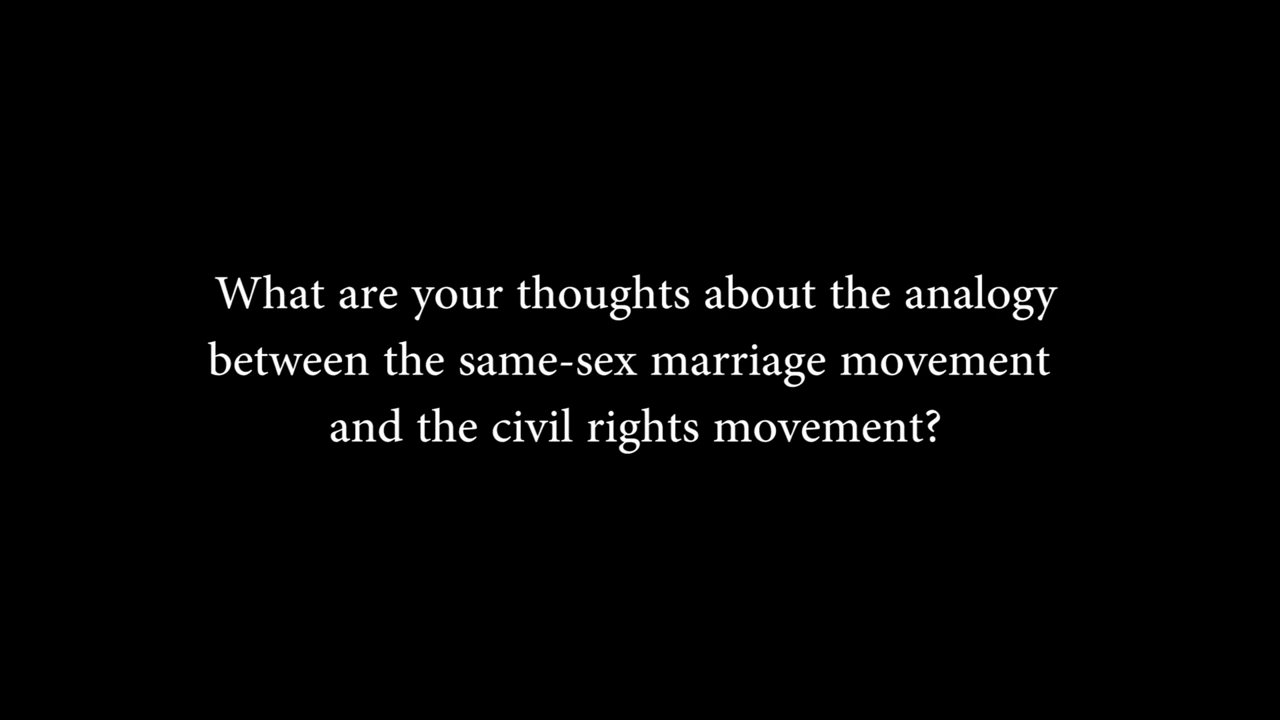 What are your thoughts about the analogy
between the same-sex marriage movement
and the civil rights movement?